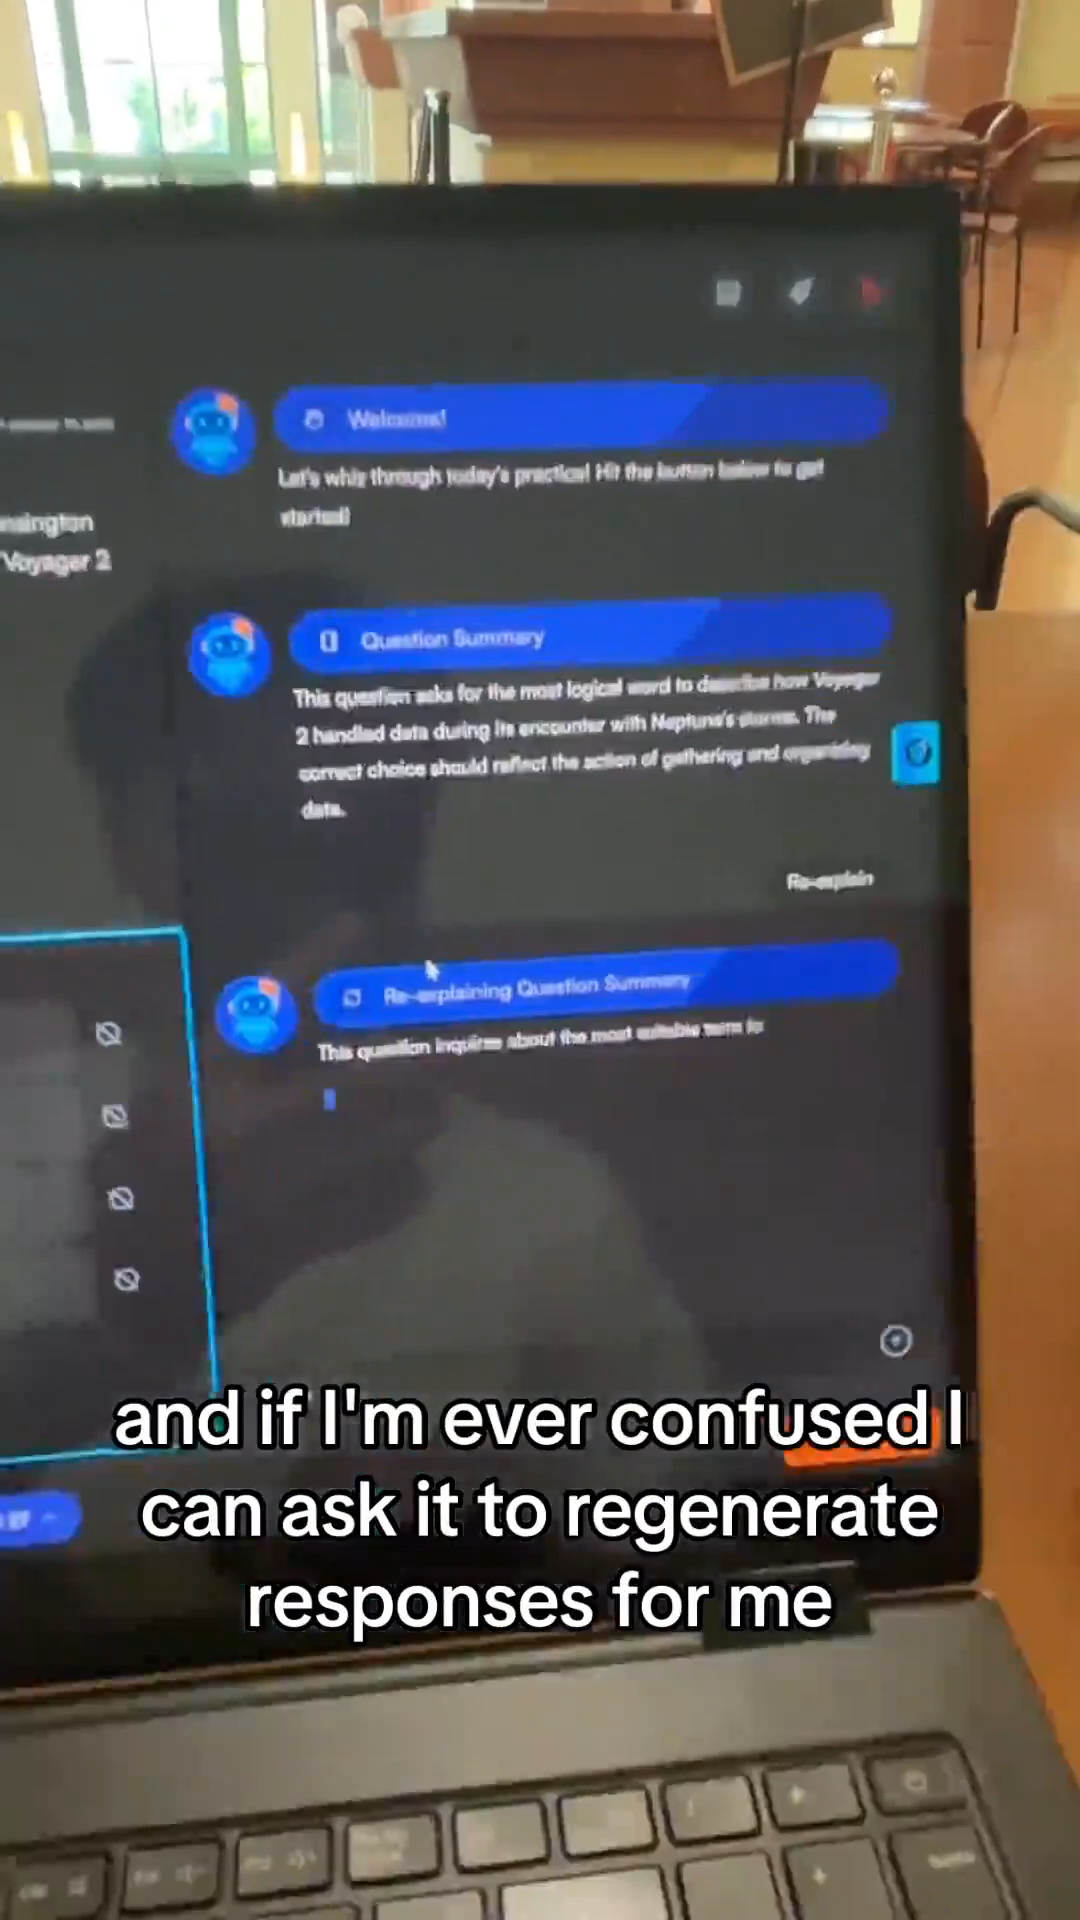 nsington
Voyager 2
Welcome!
Let's whiz through today's practice! Hit the button below to get
started!
Question Summary
This question asks for the most logical word to describe how Voyager
2 handled data during its encounter with Neptune's storms. The
correct choice should reflect the action of gathering and organizing
data.
Re-explain
Re-explaining Question Summary
This question inquires about the most suitable term to
and if I'm ever confused I
can ask it to regenerate
responses for me